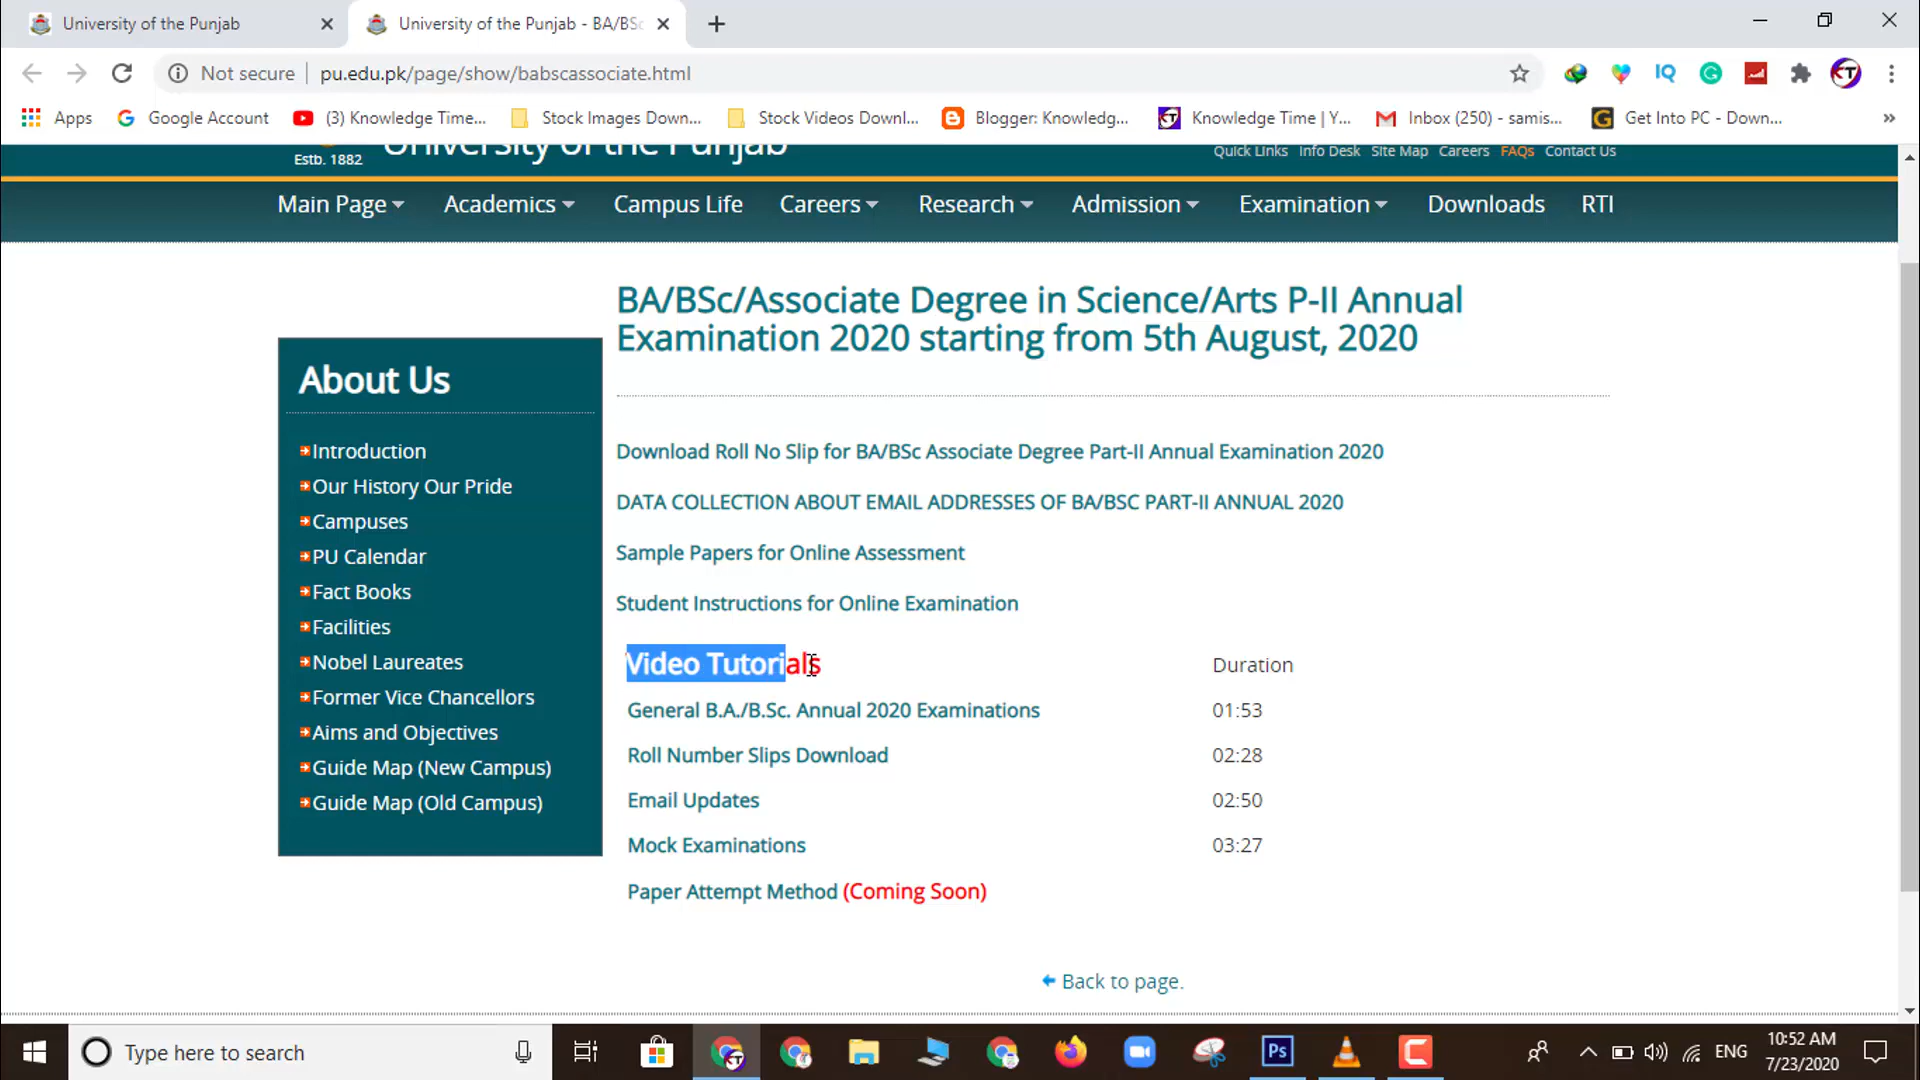 University of the Punjab
University of the Punjab - BA/BSc
Not secure
pu.edu.pk/page/show/babscassociate.html
IQ
KT
Apps
Google Account
(3) Knowledge Time...
Stock Images Down...
Stock Videos Downl...
Blogger: Knowledg...
Knowledge Time | Y...
Inbox (250) - samis...
Get Into PC - Down...
Estb. 1882
University of the Punjab
Quick Links
Info Desk
Site Map
Careers
FAQs
Contact Us
Main Page
Academics
Campus Life
Careers
Research
Admission
Examination
Downloads
RTI
BA/BSc/Associate Degree in Science/Arts P-II Annual
Examination 2020 starting from 5th August, 2020
About Us
Introduction
Our History Our Pride
Campuses
PU Calendar
Fact Books
Facilities
Nobel Laureates
Former Vice Chancellors
Aims and Objectives
Guide Map (New Campus)
Guide Map (Old Campus)
Download Roll No Slip for BA/BSc Associate Degree Part-II Annual Examination 2020
DATA COLLECTION ABOUT EMAIL ADDRESSES OF BA/BSC PART-II ANNUAL 2020
Sample Papers for Online Assessment
Student Instructions for Online Examination
Video Tutorials Duration
General B.A./B.Sc. Annual 2020 Examinations 01:53
Roll Number Slips Download 02:28
Email Updates 02:50
Mock Examinations 03:27
Paper Attempt Method (Coming Soon)
Back to page.
Type here to search
Ps
ENG
10:52 AM
7/23/2020